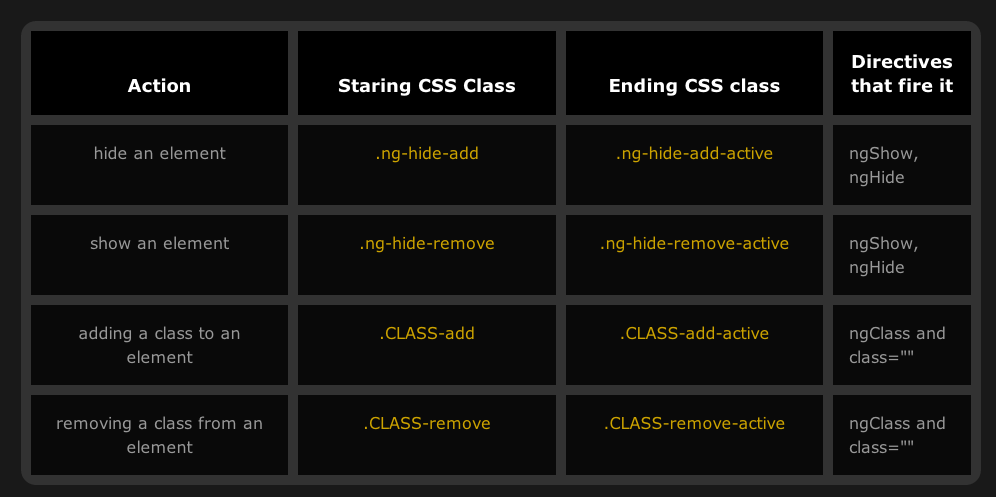 Action
Staring CSS Class
Ending CSS class
Directives
that fire it
hide an element
.ng-hide-add
.ng-hide-add-active
ngShow,
ngHide
show an element
.ng-hide-remove
.ng-hide-remove-active
ngShow,
ngHide
adding a class to an
element
.CLASS-add
.CLASS-add-active
ngClass and
class=""
removing a class from an
element
.CLASS-remove
.CLASS-remove-active
ngClass and
class=""